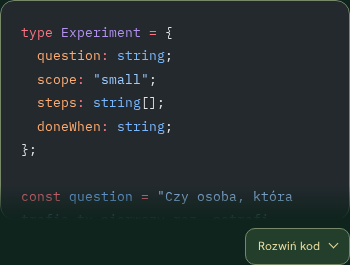 type Experiment = {
  question: string;
  scope: "small";
  steps: string[];
  doneWhen: string;
};
const question = "Czy osoba, która
Rozwiń kod